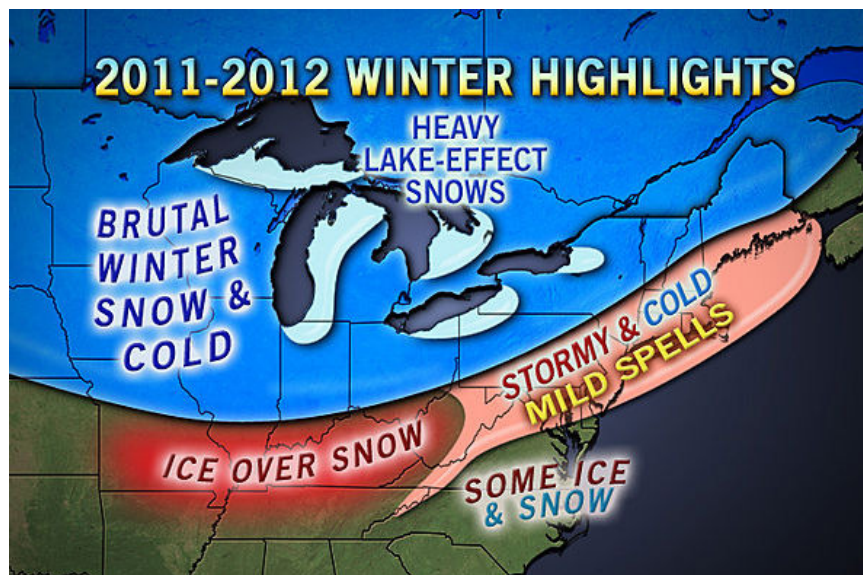 2011-2012 WINTER HIGHLIGHTS
HEAVY
LAKE-EFFECT
SNOWS
BRUTAL
WINTER
SNOW &
COLD
STORMY & COLD
MILD SPELLS
ICE OVER SNOW
SOME ICE
& SNOW